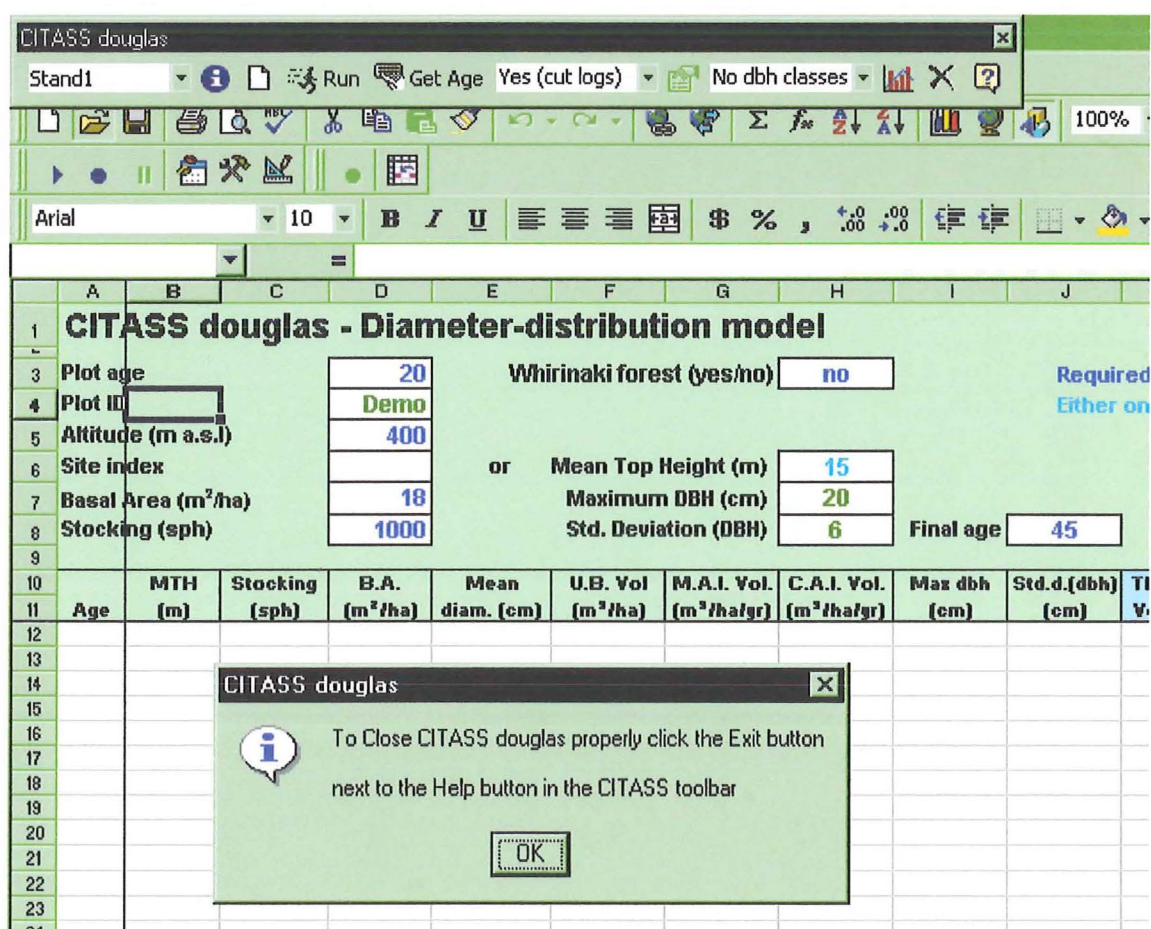 CITASS douglas
Stand1 Run Get Age Yes (cut logs) No dbh classes
100%
Arial 10 B I U $ % , .0 .00 .00 .0
=
A B C D E F G H I J
1 CITASS douglas - Diameter-distribution model
3 Plot age 20 Whirinaki forest (yes/no) no Required
4 Plot ID Demo Either on
5 Altitude (m a.s.l) 400
6 Site index or Mean Top Height (m) 15
7 Basal Area (m²/ha) 18 Maximum DBH (cm) 20
8 Stocking (sph) 1000 Std. Deviation (DBH) 6 Final age 45
9
10 MTH Stocking B.A. Mean U.B. Vol M.A.I. Vol. C.A.I. Vol. Max dbh Std.d.(dbh)
11 Age (m) (sph) (m²/ha) diam. (cm) (m³/ha) (m³/ha/yr) (m³/ha/yr) (cm) (cm)
12
13
14 CITASS douglas
15
16 To Close CITASS douglas properly click the Exit button
17
18 next to the Help button in the CITASS toolbar
19
20
21 OK
22
23